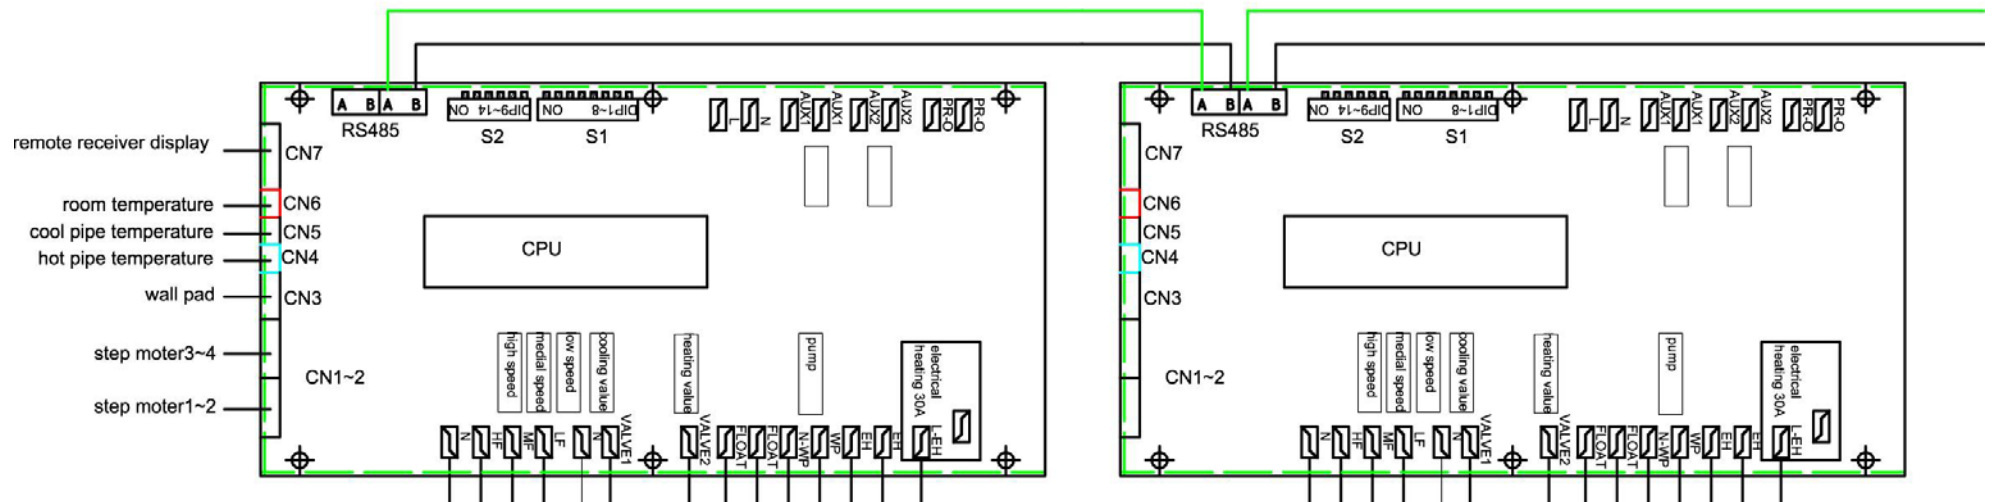 A B A B
RS485
ON DIP9~14
S2
ON DIP1~8
S1
L
N
AUX1
AUX1
AUX2
AUX2
PR-O
PR-O
remote receiver display
CN7
room temperature
CN6
cool pipe temperature
CN5
hot pipe temperature
CN4
wall pad
CN3
step moter3~4
CN1~2
step moter1~2
CPU
high speed
medial speed
low speed
cooling value
heating value
pump
electrical
heating 30A
N
HF
MF
LF
N
VALVE1
VALVE2
FLOAT
FLOAT
N-WP
WP
EH
EH
L-EH
A B A B
RS485
ON DIP9~14
S2
ON DIP1~8
S1
L
N
AUX1
AUX1
AUX2
AUX2
PR-O
PR-O
CN7
CN6
CN5
CN4
CN3
CN1~2
CPU
high speed
medial speed
low speed
cooling value
heating value
pump
electrical
heating 30A
N
HF
MF
LF
N
VALVE1
VALVE2
FLOAT
FLOAT
N-WP
WP
EH
EH
L-EH